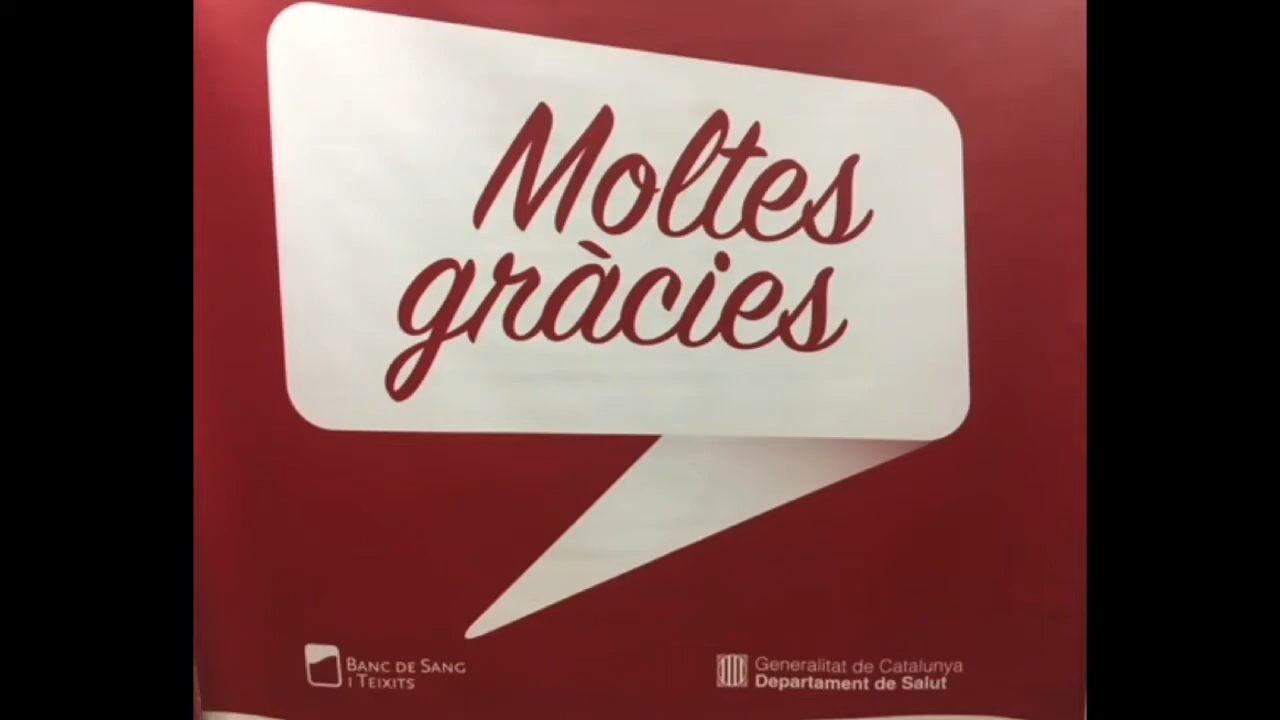 Moltes
gràcies
BANC DE SANG
I TEIXITS
Generalitat de Catalunya
Departament de Salut